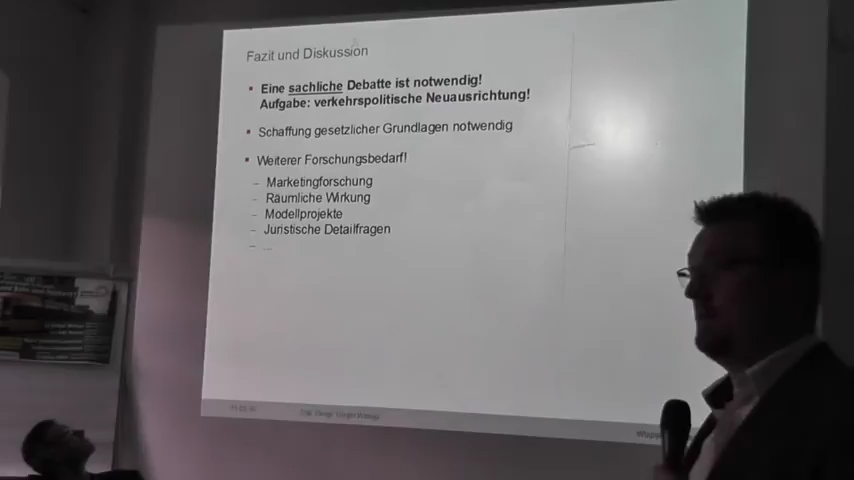 Fazit und Diskussion
Eine sachliche Debatte ist notwendig!
Aufgabe: verkehrspolitische Neuausrichtung!
Schaffung gesetzlicher Grundlagen notwendig
Weiterer Forschungsbedarf!
– Marketingforschung
– Räumliche Wirkung
– Modellprojekte
– Juristische Detailfragen
– ...